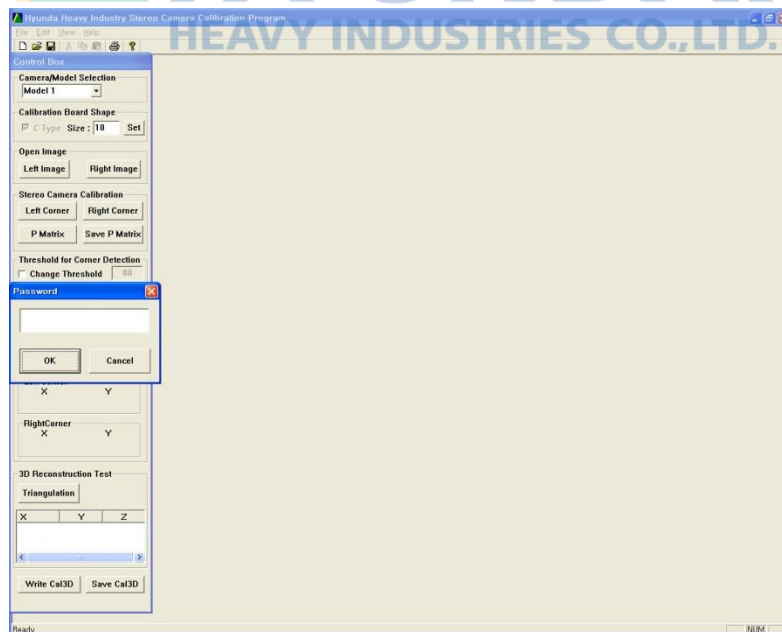 Hyunda Heavy Industry Stereo Camera Calibration Program
File Edit View Help
HEAVY INDUSTRIES CO.,LTD.
Control Box
Camera/Model Selection
Model 1
Calibration Board Shape
C Type Size : 10 Set
Open Image
Left Image Right Image
Stereo Camera Calibration
Left Corner Right Corner
P Matrix Save P Matrix
Threshold for Corner Detection
Change Threshold 80
Password
OK Cancel
X Y
RightCorner
X Y
3D Reconstruction Test
Triangulation
X Y Z
Write Cal3D Save Cal3D
Ready NUM